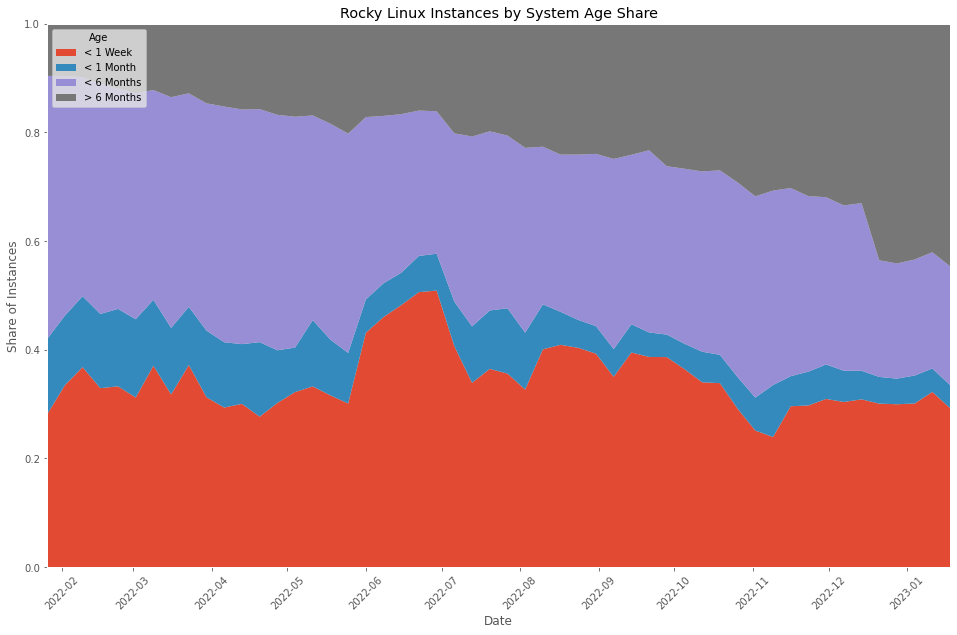 Rocky Linux Instances by System Age Share
1.0
0.8
0.6
0.4
0.2
0.0
Share of Instances
Age
< 1 Week
< 1 Month
< 6 Months
> 6 Months
2022-02
2022-03
2022-04
2022-05
2022-06
2022-07
2022-08
2022-09
2022-10
2022-11
2022-12
2023-01
Date